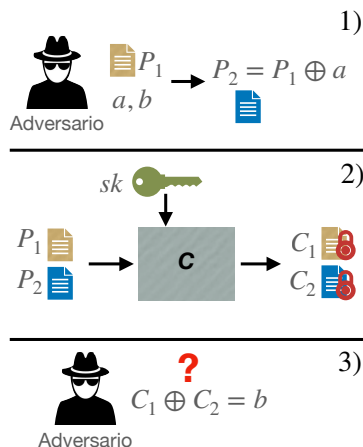 1)
P₁
P₂ = P₁ ⊕ a
a, b
Adversario
2)
sk
P₁
P₂
C
C₁
C₂
3)
?
C₁ ⊕ C₂ = b
Adversario